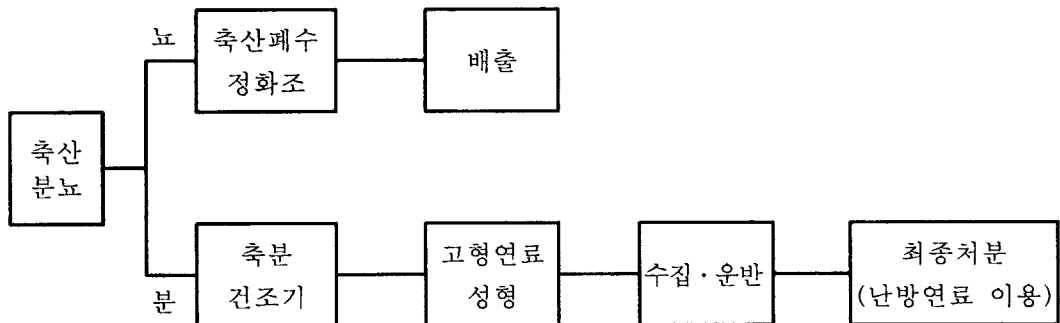 뇨
축산폐수
정화조
배출
축산
분뇨
분
축분
건조기
고형연료
성형
수집·운반
최종처분
(난방연료 이용)